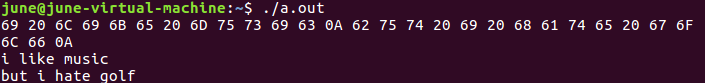 june@june-virtual-machine:~$ ./a.out
69 20 6C 69 6B 65 20 6D 75 73 69 63 0A 62 75 74 20 69 20 68 61 74 65 20 67 6F
6C 66 0A
i like music
but i hate golf